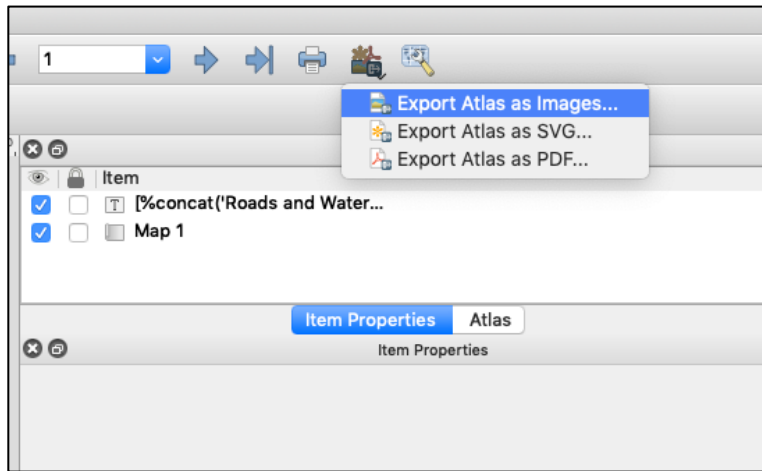 1
Export Atlas as Images...
Export Atlas as SVG...
Export Atlas as PDF...
Item
T [%concat('Roads and Water...
Map 1
Item Properties Atlas
Item Properties